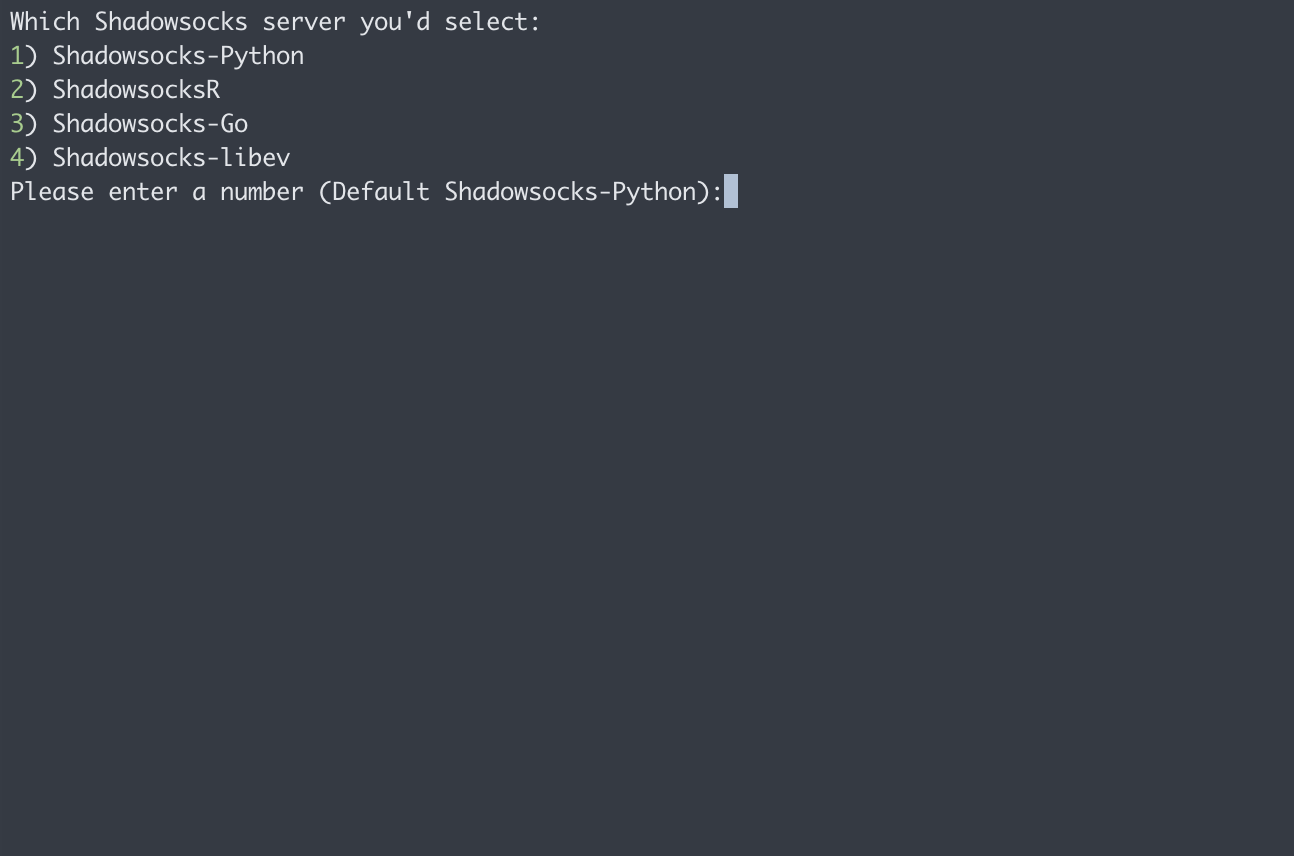 Which Shadowsocks server you'd select:
1) Shadowsocks-Python
2) ShadowsocksR
3) Shadowsocks-Go
4) Shadowsocks-libev
Please enter a number (Default Shadowsocks-Python):